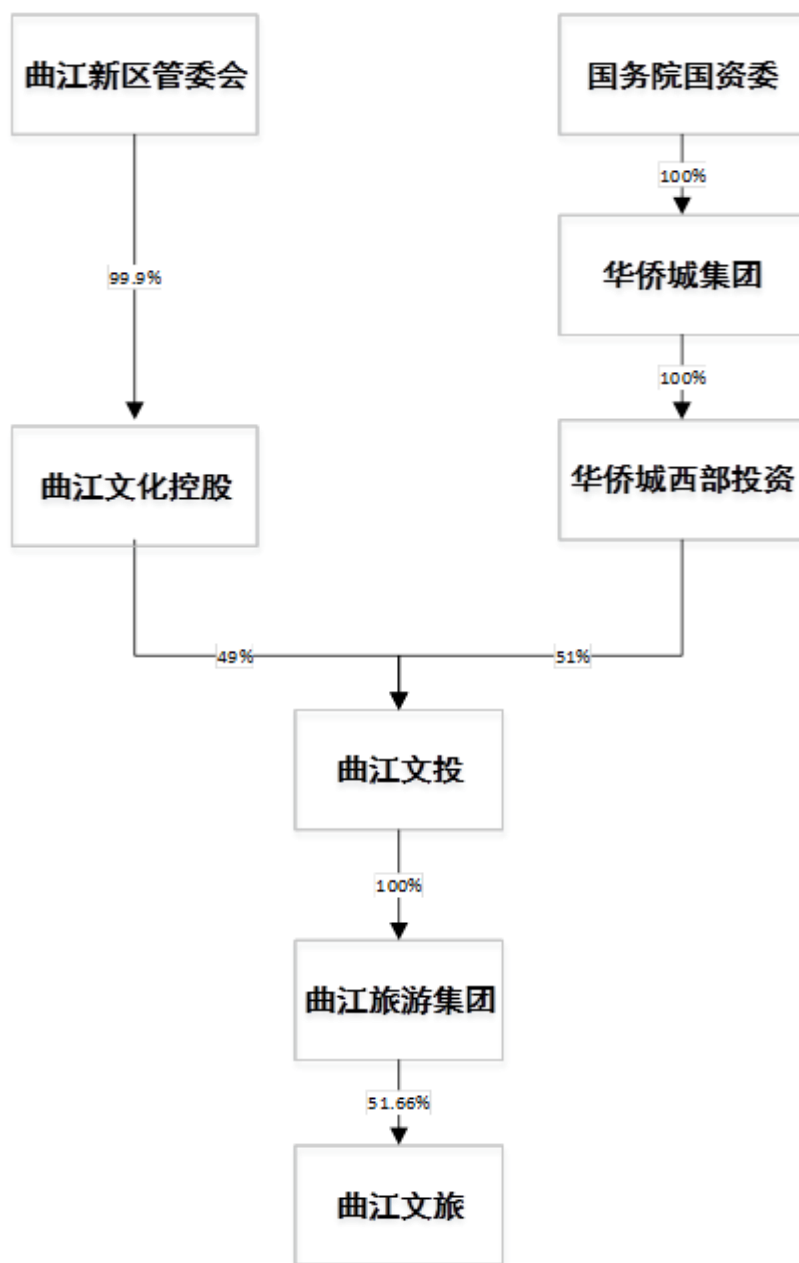 曲江新区管委会
国务院国资委
100%
华侨城集团
99.9%
100%
曲江文化控股
华侨城西部投资
49%
51%
曲江文投
100%
曲江旅游集团
51.66%
曲江文旅